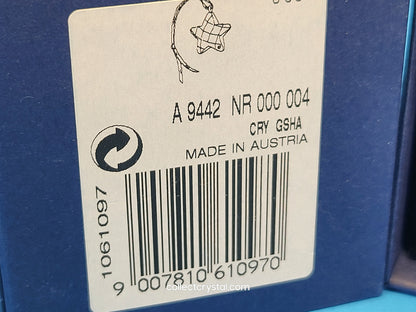 A 9442 NR 000 004
CRY GSHA
MADE IN AUSTRIA
1061097
9 007810 610970
collectcrystal.com